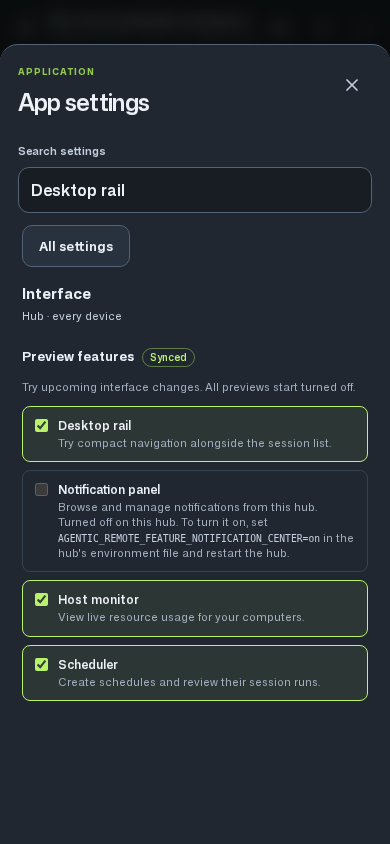 APPLICATION
App settings
Search settings
Desktop rail
All settings
Interface
Hub · every device
Preview features Synced
Try upcoming interface changes. All previews start turned off.
Desktop rail
Try compact navigation alongside the session list.
Notification panel
Browse and manage notifications from this hub.
Turned off on this hub. To turn it on, set
AGENTIC_REMOTE_FEATURE_NOTIFICATION_CENTER=on in the
hub's environment file and restart the hub.
Host monitor
View live resource usage for your computers.
Scheduler
Create schedules and review their session runs.